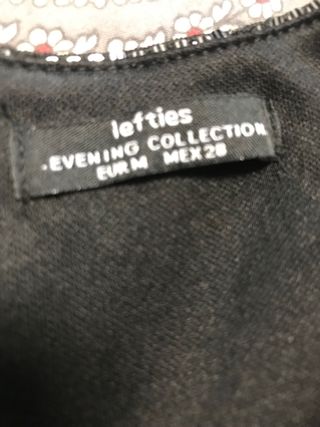 lefties
.EVENING COLLECTION
EUR M MEX 28